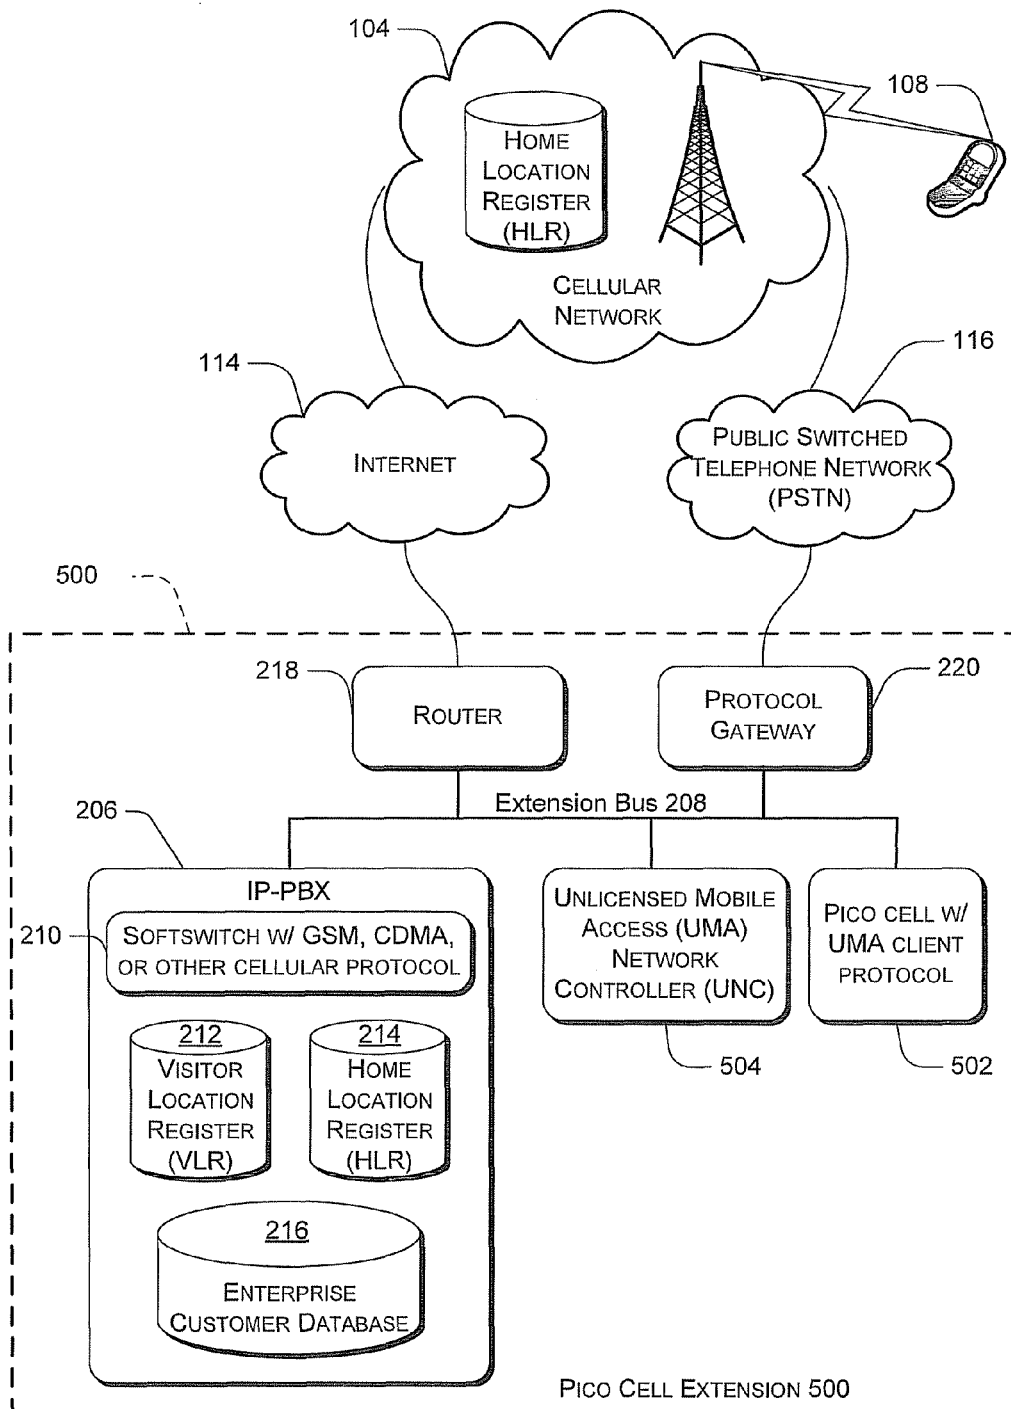 104
108
HOME
LOCATION
REGISTER
(HLR)
CELLULAR
NETWORK
114
116
INTERNET
PUBLIC SWITCHED
TELEPHONE NETWORK
(PSTN)
500
218
220
ROUTER
PROTOCOL
GATEWAY
Extension Bus 208
206
IP-PBX
210
SOFTSWITCH W/ GSM, CDMA,
OR OTHER CELLULAR PROTOCOL
UNLICENSED MOBILE
ACCESS (UMA)
NETWORK
CONTROLLER (UNC)
PICO CELL W/
UMA CLIENT
PROTOCOL
504
502
212
VISITOR
LOCATION
REGISTER
(VLR)
214
HOME
LOCATION
REGISTER
(HLR)
216
ENTERPRISE
CUSTOMER DATABASE
PICO CELL EXTENSION 500